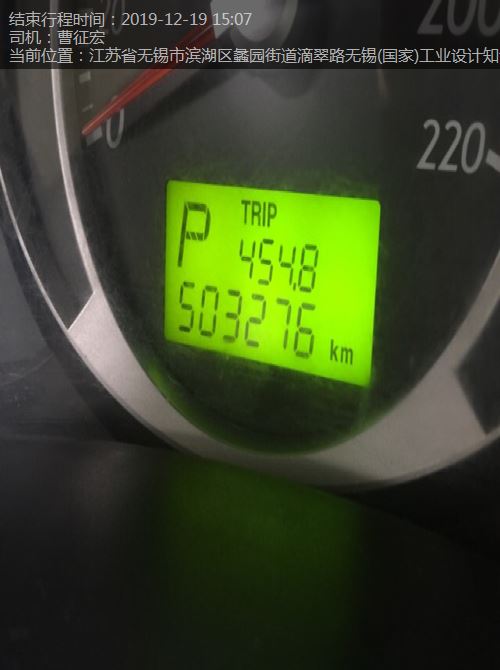 结束行程时间：2019-12-19 15:07
司机：曹征宏
当前位置：江苏省无锡市滨湖区蠡园街道滴翠路无锡(国家)工业设计知
200
0
220
TRIP
P
454.8
503276 km